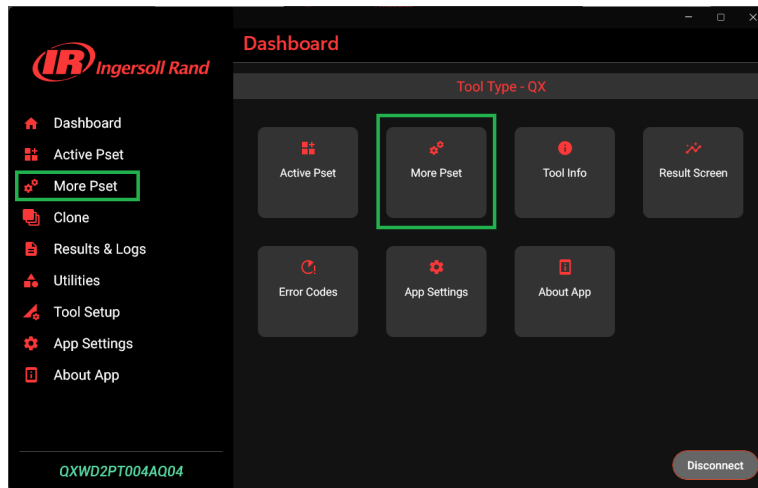 IR Ingersoll Rand
Dashboard
Active Pset
More Pset
Clone
Results & Logs
Utilities
Tool Setup
App Settings
About App
QXWD2PT004AQ04
Dashboard
Tool Type - QX
Active Pset
More Pset
Tool Info
Result Screen
Error Codes
App Settings
About App
Disconnect